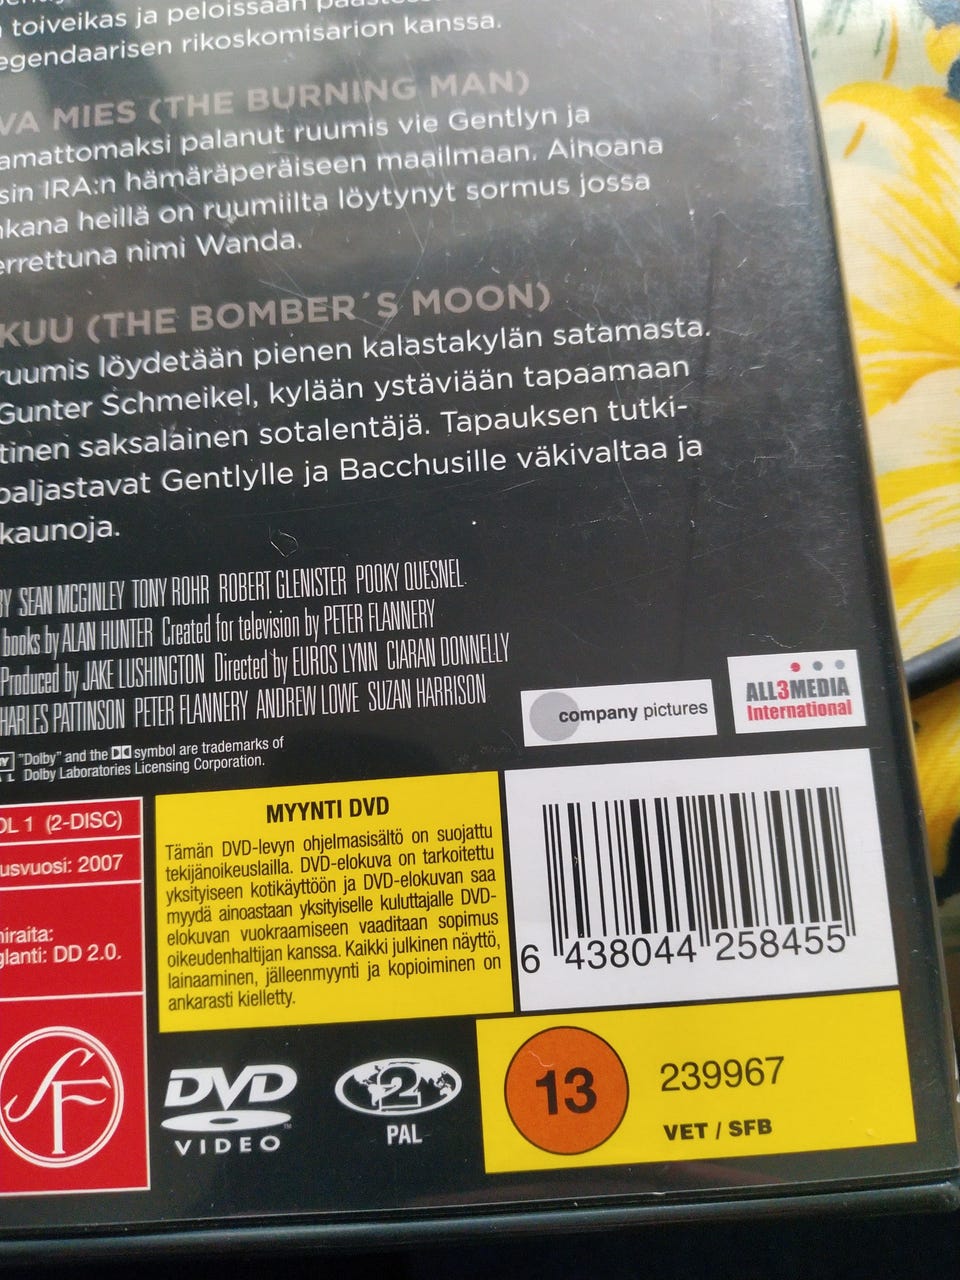 toiveikas ja peloissaan
legendaarisen rikoskomisarion kanssa.
VA MIES (THE BURNING MAN)
amattomaksi palanut ruumis vie Gentlyn ja
sin IRA:n hämäräperäiseen maailmaan. Aihoana
nkana heillä on ruumiilta löytynyt sormus jossa
errettuna nimi Wanda.
KUU (THE BOMBER´S MOON)
ruumis löydetään pienen kalastakylän satamasta.
Gunter Schmeikel, kylään ystäviään tapaamaan
tinen saksalainen sotalentäjä. Tapauksen tutki-
paljastavat Gentlylle ja Bacchusille väkivaltaa ja
kaunoja.
BY SEAN MCGINLEY TONY ROHR ROBERT GLENISTER POOKY QUESNEL
books by ALAN HUNTER Created for television by PETER FLANNERY
Produced by JAKE LUSHINGTON Directed by EUROS LYNN CIARAN DONNELLY
CHARLES PATTINSON PETER FLANNERY ANDREW LOWE SUZAN HARRISON
company pictures
ALL3MEDIA
International
"Dolby" and the DD symbol are trademarks of
Dolby Laboratories Licensing Corporation.
OL 1 (2-DISC)
usvuosi: 2007
niraita:
glanti: DD 2.0.
SF
MYYNTI DVD
Tämän DVD-levyn ohjelmasisältö on suojattu
tekijänoikeuslailla. DVD-elokuva on tarkoitettu
yksityiseen kotikäyttöön ja DVD-elokuvan saa
myydä ainoastaan yksityiselle kuluttajalle DVD-
elokuvan vuokraamiseen vaaditaan sopimus
oikeudenhaltijan kanssa. Kaikki julkinen näyttö,
lainaaminen, jälleenmyynti ja kopioiminen on
ankarasti kielletty.
6 438044 258455
DVD
VIDEO
2
PAL
13
239967
VET / SFB